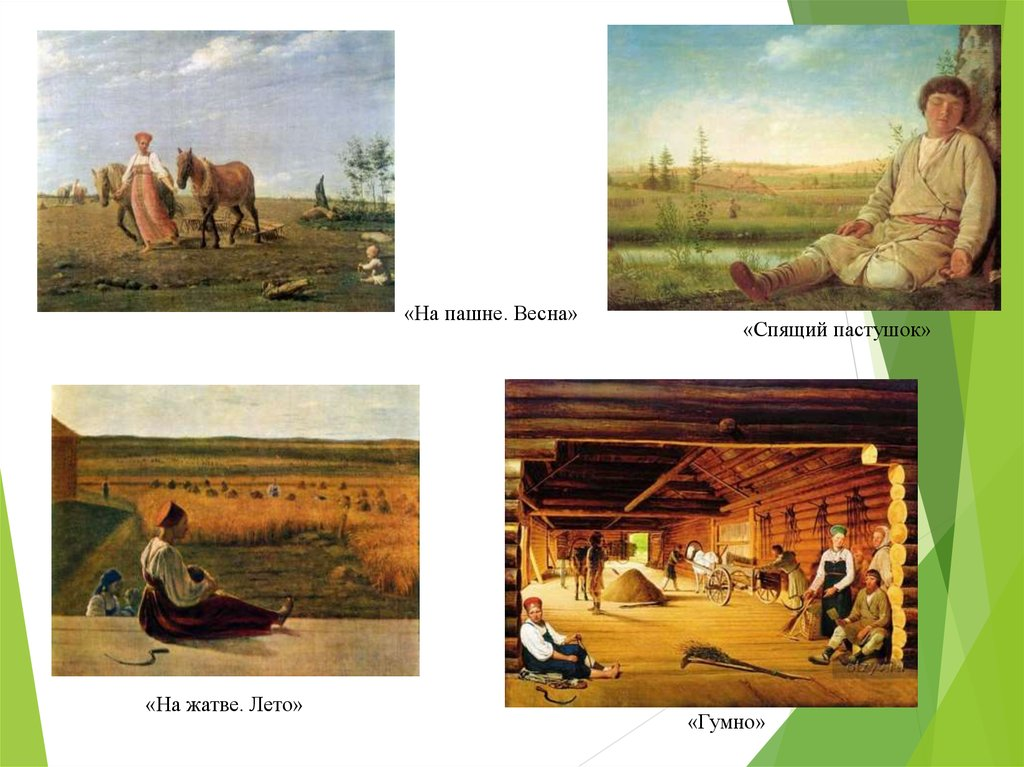 «На пашне. Весна»
«Спящий пастушок»
«На жатве. Лето»
«Гумно»